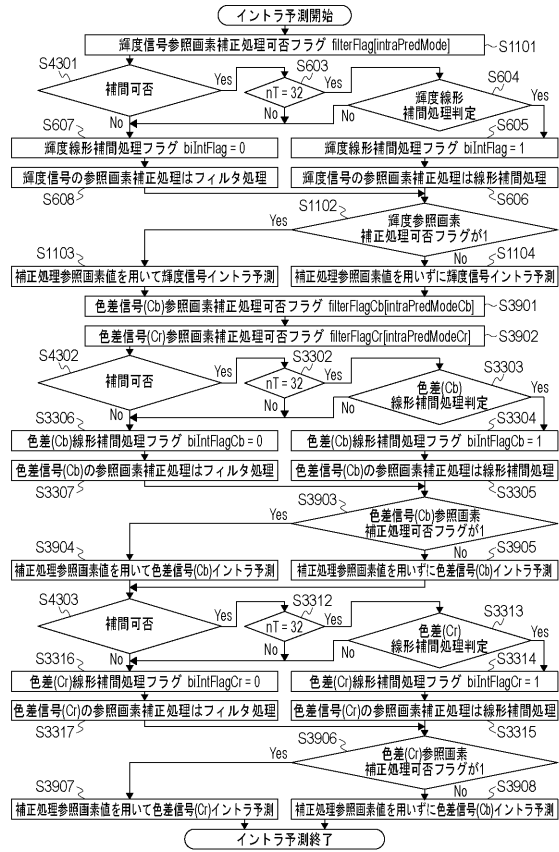 イントラ予測開始
輝度信号参照画素補正処理可否フラグ filterFlag[intraPredMode]
S1101
S4301
補間可否
Yes
No
S603
nT = 32
Yes
No
S604
輝度線形
補間処理判定
Yes
No
S607
輝度線形補間処理フラグ biIntFlag = 0
S605
輝度線形補間処理フラグ biIntFlag = 1
輝度信号の参照画素補正処理はフィルタ処理
S608
輝度信号の参照画素補正処理は線形補間処理
S606
S1102
輝度参照画素
補正処理可否フラグが1
Yes
No
S1103
補正処理参照画素値を用いて輝度信号イントラ予測
S1104
補正処理参照画素値を用いずに輝度信号イントラ予測
色差信号(Cb)参照画素補正処理可否フラグ filterFlagCb[intraPredModeCb]
S3901
色差信号(Cr)参照画素補正処理可否フラグ filterFlagCr[intraPredModeCr]
S3902
S4302
補間可否
Yes
No
S3302
nT = 32
Yes
No
S3303
色差(Cb)
線形補間処理判定
Yes
No
S3306
色差(Cb)線形補間処理フラグ biIntFlagCb = 0
S3304
色差(Cb)線形補間処理フラグ biIntFlagCb = 1
色差信号(Cb)の参照画素補正処理はフィルタ処理
S3307
色差信号(Cb)の参照画素補正処理は線形補間処理
S3305
S3903
色差信号(Cb)参照画素
補正処理可否フラグが1
Yes
No
S3904
補正処理参照画素値を用いて色差信号(Cb)イントラ予測
S3905
補正処理参照画素値を用いずに色差信号(Cb)イントラ予測
S4303
補間可否
Yes
No
S3312
nT = 32
Yes
No
S3313
色差(Cr)
線形補間処理判定
Yes
No
S3316
色差(Cr)線形補間処理フラグ biIntFlagCr = 0
S3314
色差(Cr)線形補間処理フラグ biIntFlagCr = 1
色差信号(Cr)の参照画素補正処理はフィルタ処理
S3317
色差信号(Cr)の参照画素補正処理は線形補間処理
S3315
S3906
色差(Cr)参照画素
補正処理可否フラグが1
Yes
No
S3907
補正処理参照画素値を用いて色差信号(Cr)イントラ予測
S3908
補正処理参照画素値を用いずに色差信号(Cb)イントラ予測
イントラ予測終了